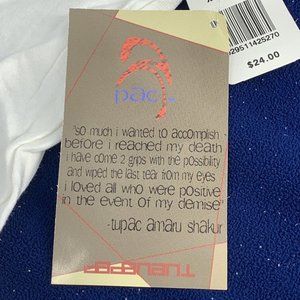 29511425270
$24.00
2
pac
"so much i wanted to accomplish
before i reached my death
i have come 2 grips with the possibility
and wiped the last tear from my eyes
i loved all who were positive
in the event of my demise"
-tupac amaru shakur